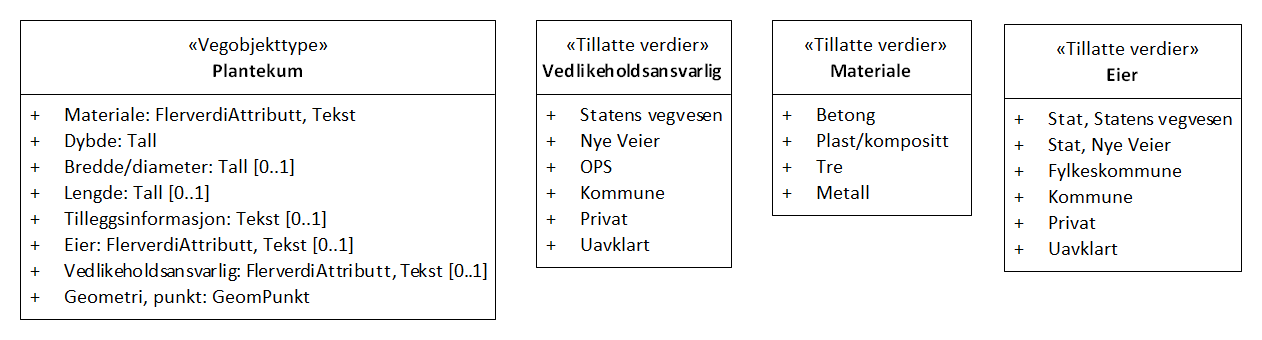 «Vegobjekttype»
Plantekum
+ Materiale: FlerverdiAttributt, Tekst
+ Dybde: Tall
+ Bredde/diameter: Tall [0..1]
+ Lengde: Tall [0..1]
+ Tilleggsinformasjon: Tekst [0..1]
+ Eier: FlerverdiAttributt, Tekst [0..1]
+ Vedlikeholdsansvarlig: FlerverdiAttributt, Tekst [0..1]
+ Geometri, punkt: GeomPunkt
«Tillatte verdier»
Vedlikeholdsansvarlig
+ Statens vegvesen
+ Nye Veier
+ OPS
+ Kommune
+ Privat
+ Uavklart
«Tillatte verdier»
Materiale
+ Betong
+ Plast/kompositt
+ Tre
+ Metall
«Tillatte verdier»
Eier
+ Stat, Statens vegvesen
+ Stat, Nye Veier
+ Fylkeskommune
+ Kommune
+ Privat
+ Uavklart